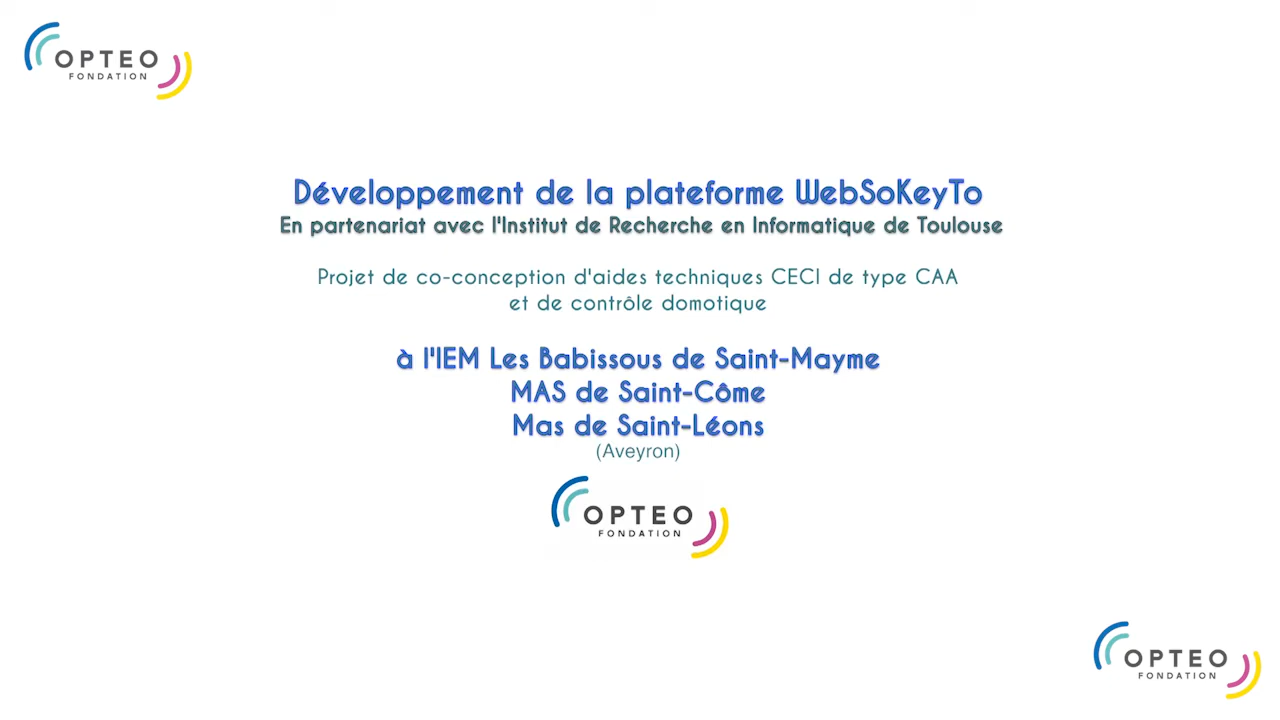 OPTEO
FONDATION
Développement de la plateforme WebSoKeyTo
En partenariat avec l'Institut de Recherche en Informatique de Toulouse
Projet de co-conception d'aides techniques CECI de type CAA
et de contrôle domotique
à l'IEM Les Babissous de Saint-Mayme
MAS de Saint-Côme
Mas de Saint-Léons
(Aveyron)
OPTEO
FONDATION
OPTEO
FONDATION